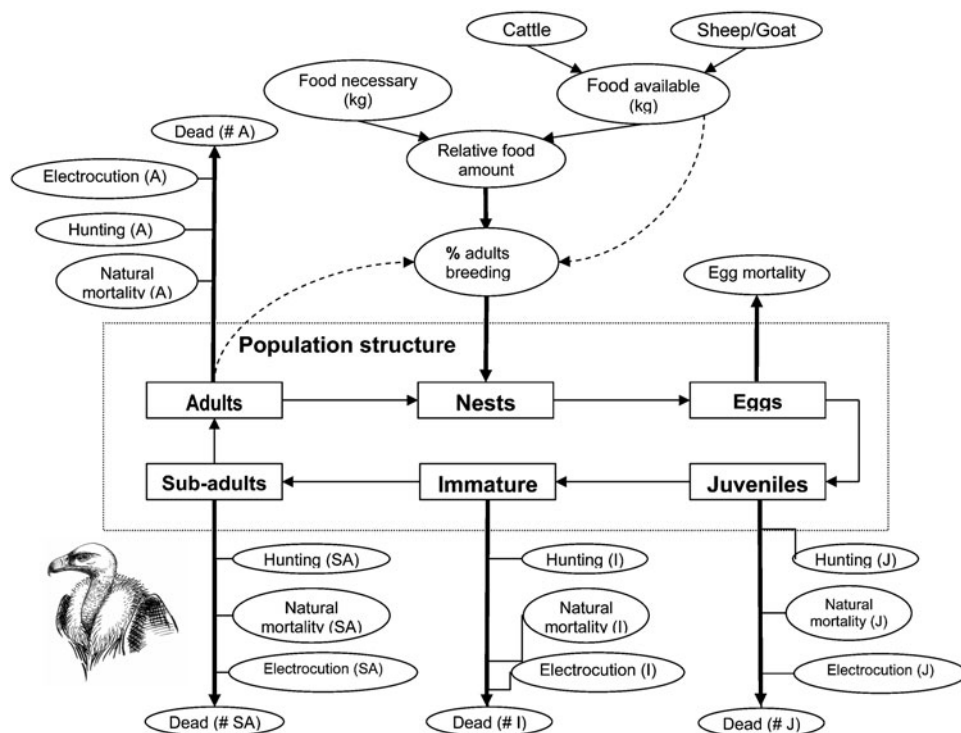 Cattle
Sheep/Goat
Food necessary
(kg)
Food available
(kg)
Dead (# A)
Relative food
amount
Electrocution (A)
Hunting (A)
% adults
breeding
Natural
mortality (A)
Egg mortality
Population structure
Adults
Nests
Eggs
Sub-adults
Immature
Juveniles
Hunting (SA)
Hunting (I)
Hunting (J)
Natural
mortality (SA)
Natural
mortality (I)
Natural
mortality (J)
Electrocution (SA)
Electrocution (I)
Electrocution (J)
Dead (# SA)
Dead (# I)
Dead (# J)